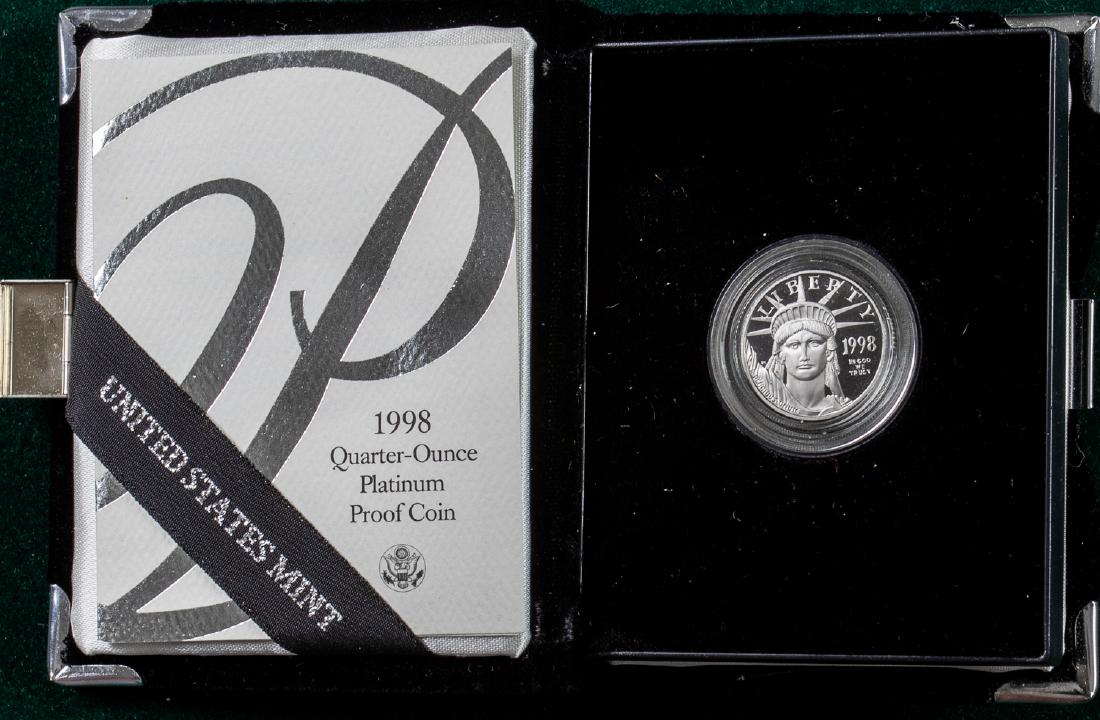 1998
Quarter-Ounce
Platinum
Proof Coin
UNITED STATES MINT
LIBERTY
1998
IN GOD
WE
TRUST